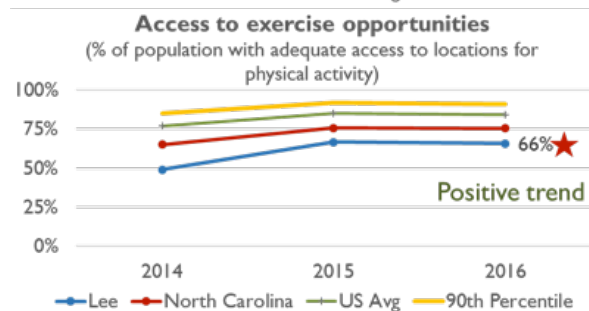 Access to exercise opportunities
(% of population with adequate access to locations for
physical activity)
100%
75%
50%
25%
0%
66%
Positive trend
2014 2015 2016
Lee North Carolina US Avg 90th Percentile